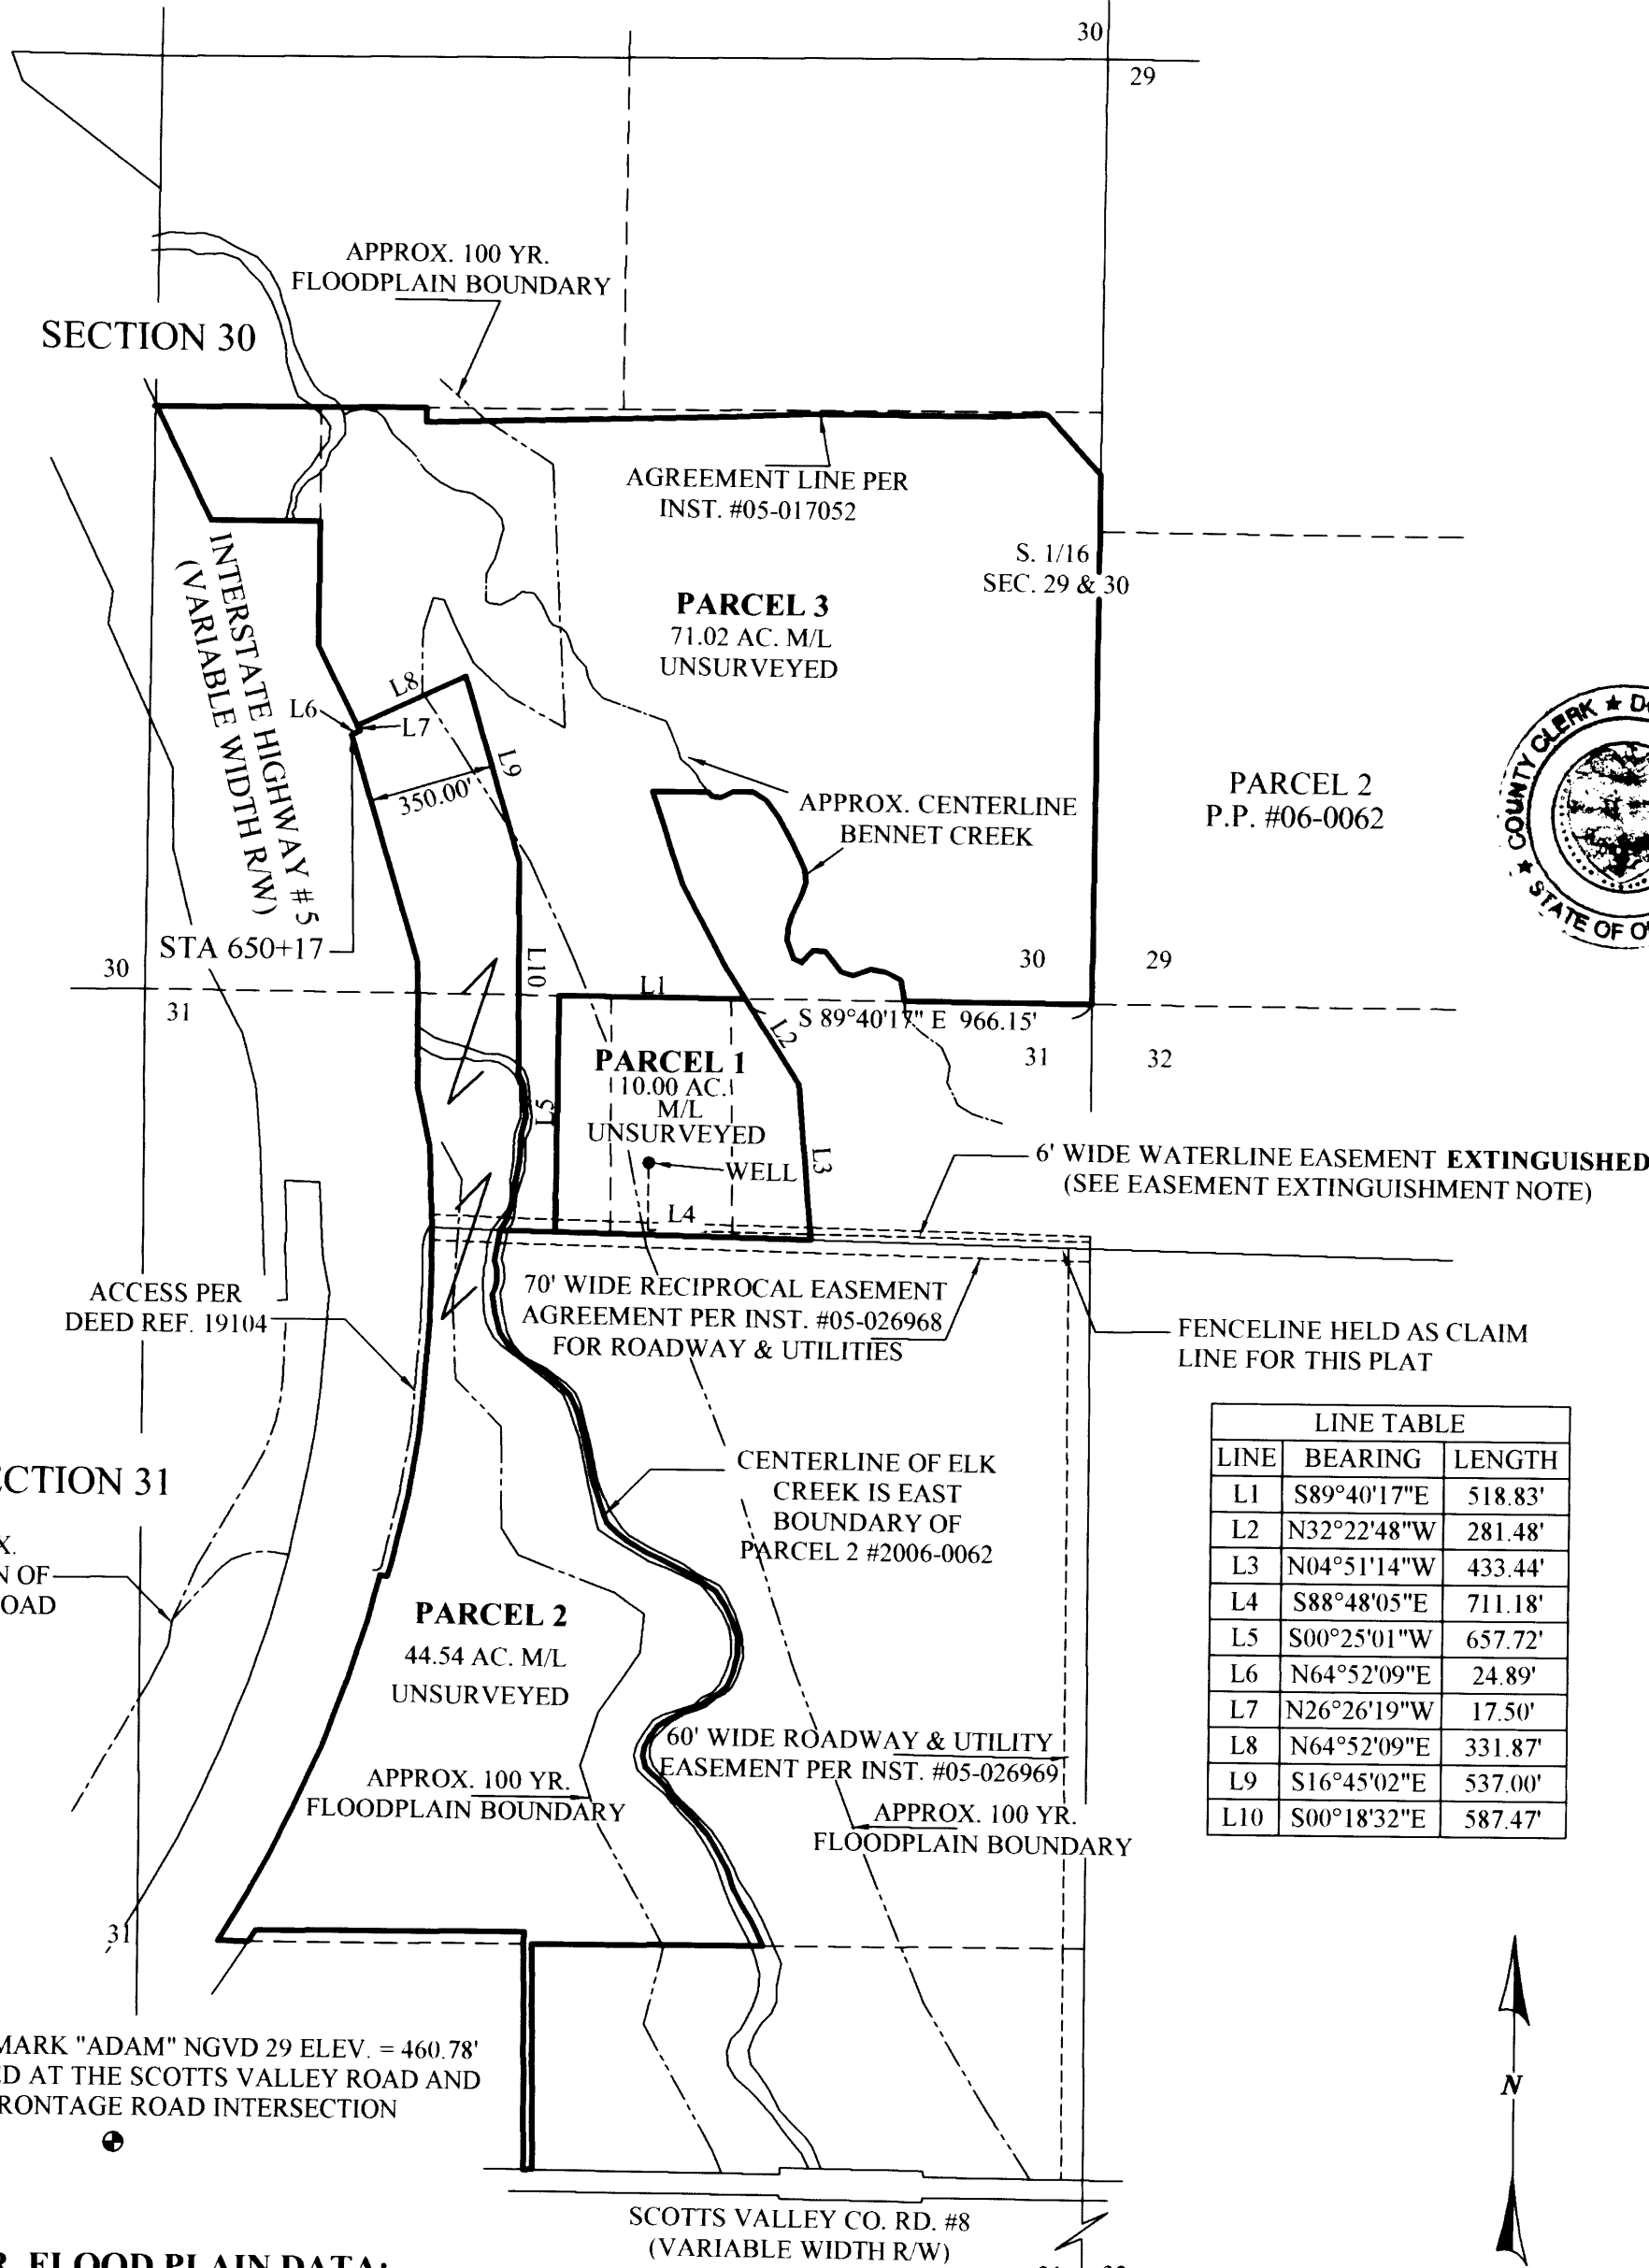 30
29
APPROX. 100 YR.
FLOODPLAIN BOUNDARY
SECTION 30
AGREEMENT LINE PER
INST. #05-017052
S. 1/16
SEC. 29 & 30
PARCEL 3
71.02 AC. M/L
UNSURVEYED
INTERSTATE HIGHWAY #5
(VARIABLE WIDTH R/W)
L8
L6
L7
L9
350.00'
APPROX. CENTERLINE
BENNET CREEK
PARCEL 2
P.P. #06-0062
COUNTY CLERK ★ D
★ STATE OF O
STA 650+17
30
31
L10
L1
30
29
S 89°40'17" E 966.15'
L2
31
32
PARCEL 1
10.00 AC.
M/L
UNSURVEYED
L5
WELL
L3
L4
6' WIDE WATERLINE EASEMENT EXTINGUISHED
(SEE EASEMENT EXTINGUISHMENT NOTE)
ACCESS PER
DEED REF. 19104
70' WIDE RECIPROCAL EASEMENT
AGREEMENT PER INST. #05-026968
FOR ROADWAY & UTILITIES
FENCELINE HELD AS CLAIM
LINE FOR THIS PLAT
LINE TABLE
LINE BEARING LENGTH
L1 S89°40'17"E 518.83'
L2 N32°22'48"W 281.48'
L3 N04°51'14"W 433.44'
L4 S88°48'05"E 711.18'
L5 S00°25'01"W 657.72'
L6 N64°52'09"E 24.89'
L7 N26°26'19"W 17.50'
L8 N64°52'09"E 331.87'
L9 S16°45'02"E 537.00'
L10 S00°18'32"E 587.47'
CENTERLINE OF ELK
CREEK IS EAST
BOUNDARY OF
PARCEL 2 #2006-0062
ECTION 31
X.
N OF
OAD
PARCEL 2
44.54 AC. M/L
UNSURVEYED
60' WIDE ROADWAY & UTILITY
EASEMENT PER INST. #05-026969
APPROX. 100 YR.
FLOODPLAIN BOUNDARY
APPROX. 100 YR.
FLOODPLAIN BOUNDARY
31
MARK "ADAM" NGVD 29 ELEV. = 460.78'
ED AT THE SCOTTS VALLEY ROAD AND
RONTAGE ROAD INTERSECTION
N
SCOTTS VALLEY CO. RD. #8
(VARIABLE WIDTH R/W)
R. FLOOD PLAIN DATA: